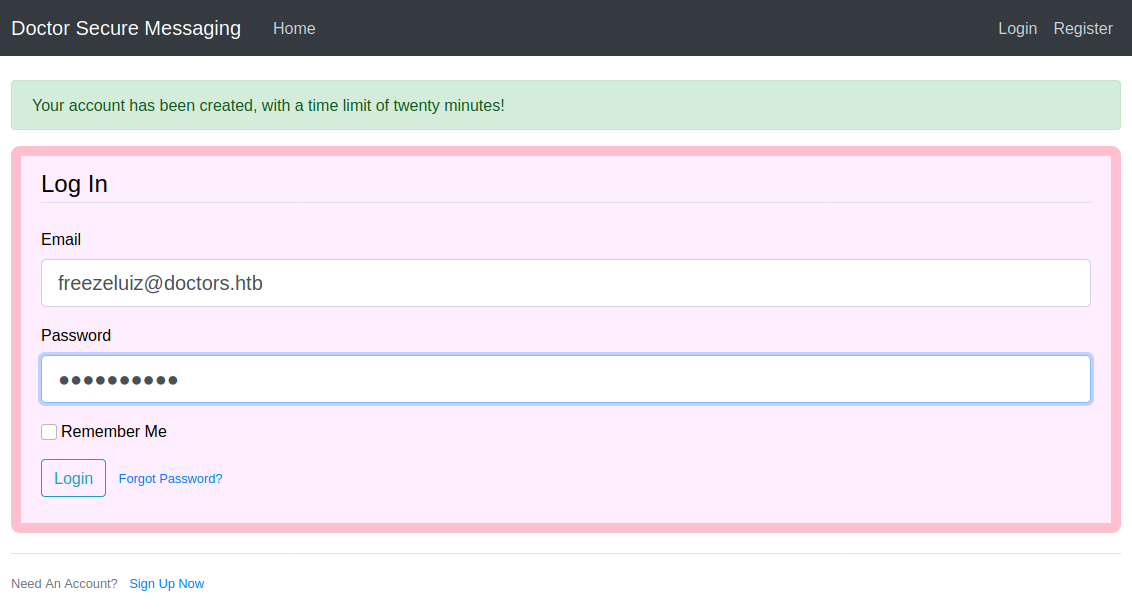 Doctor Secure Messaging Home Login Register
Your account has been created, with a time limit of twenty minutes!
Log In
Email
freezeluiz@doctors.htb
Password
●●●●●●●●●●
Remember Me
Login Forgot Password?
Need An Account? Sign Up Now